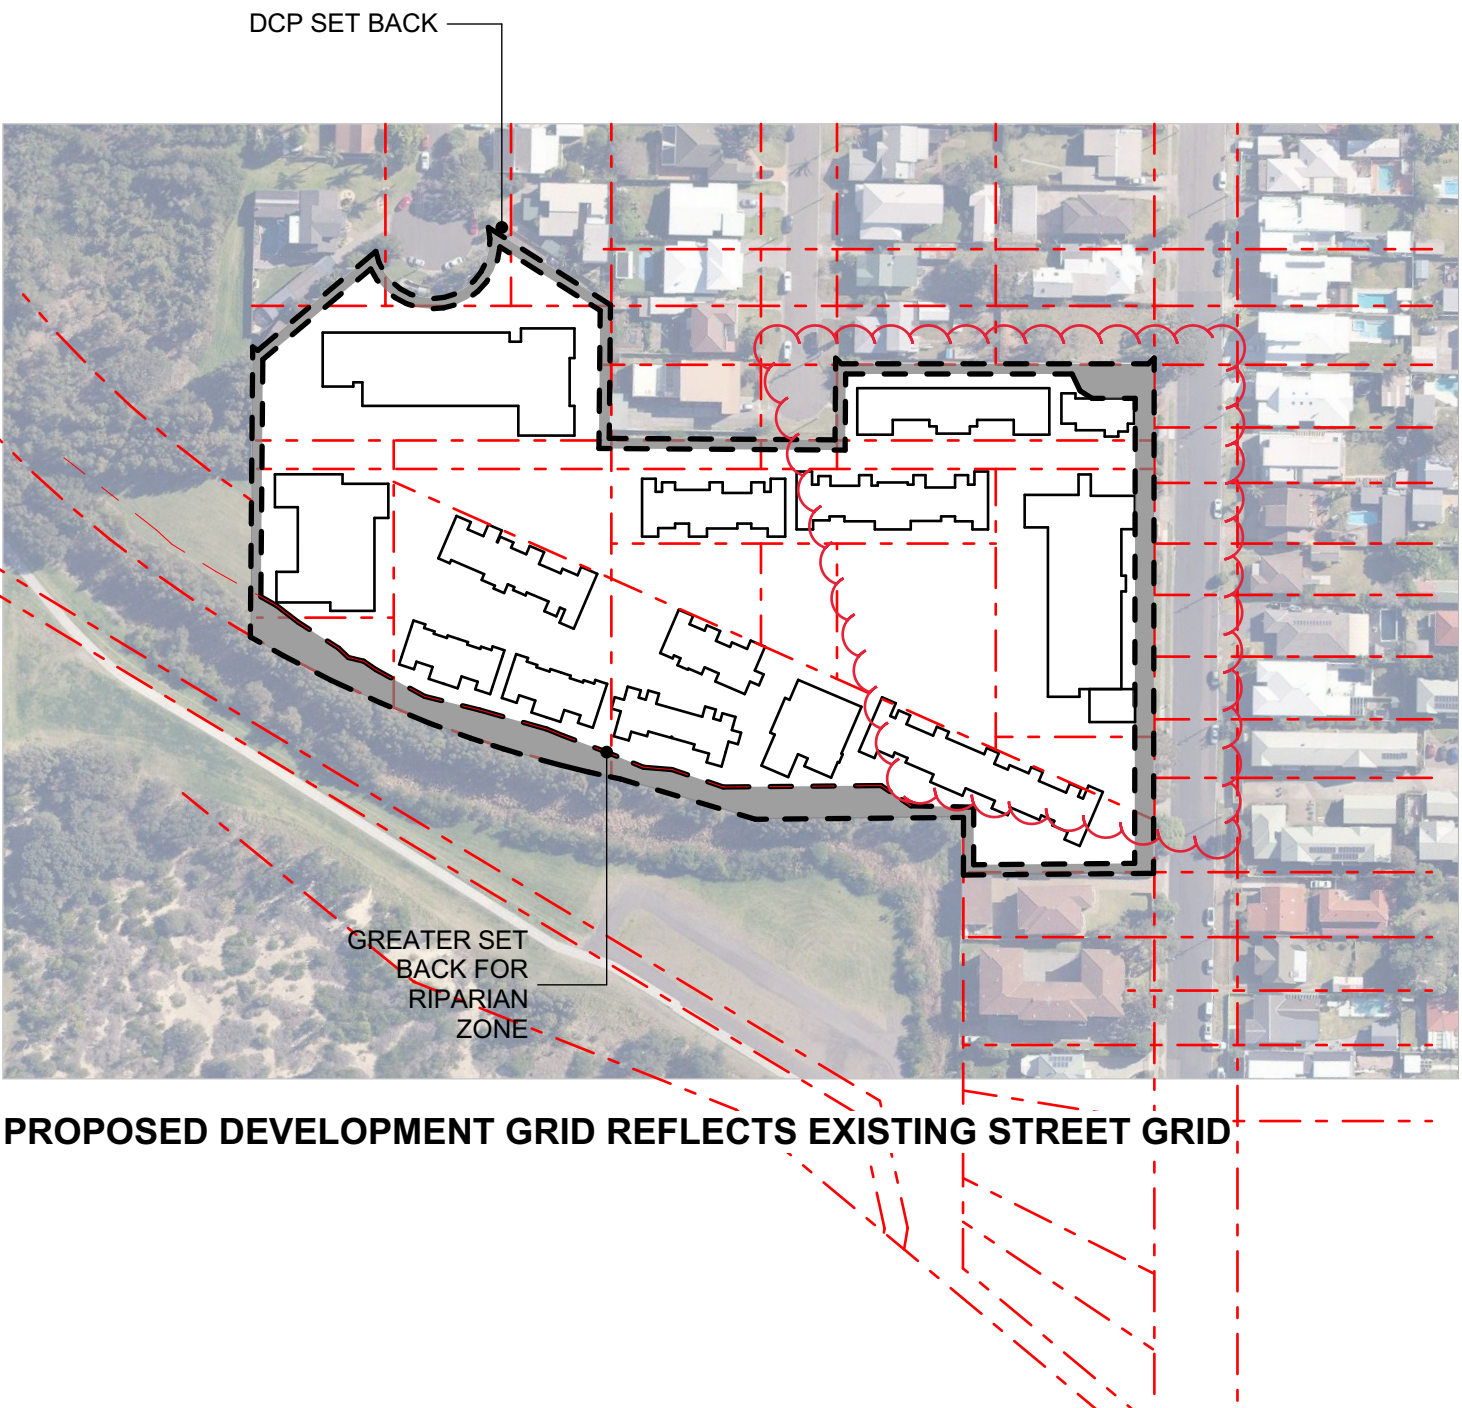 DCP SET BACK
GREATER SET
BACK FOR
RIPARIAN
ZONE
PROPOSED DEVELOPMENT GRID REFLECTS EXISTING STREET GRID